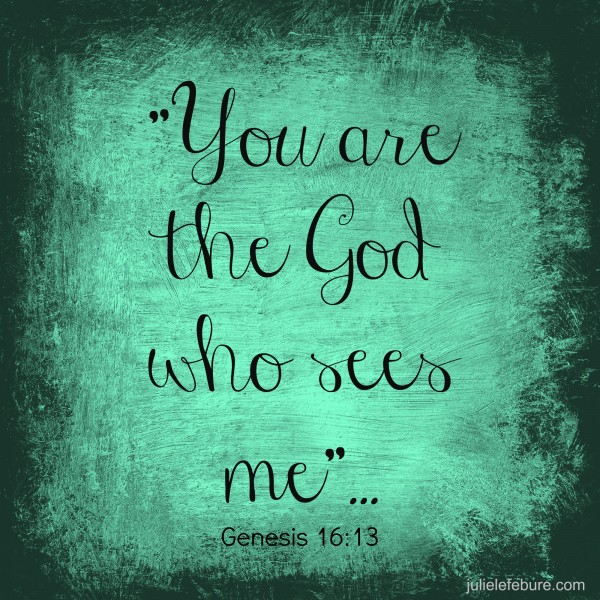 "You are
the God
who sees
me"...
Genesis 16:13
julielefebure.com